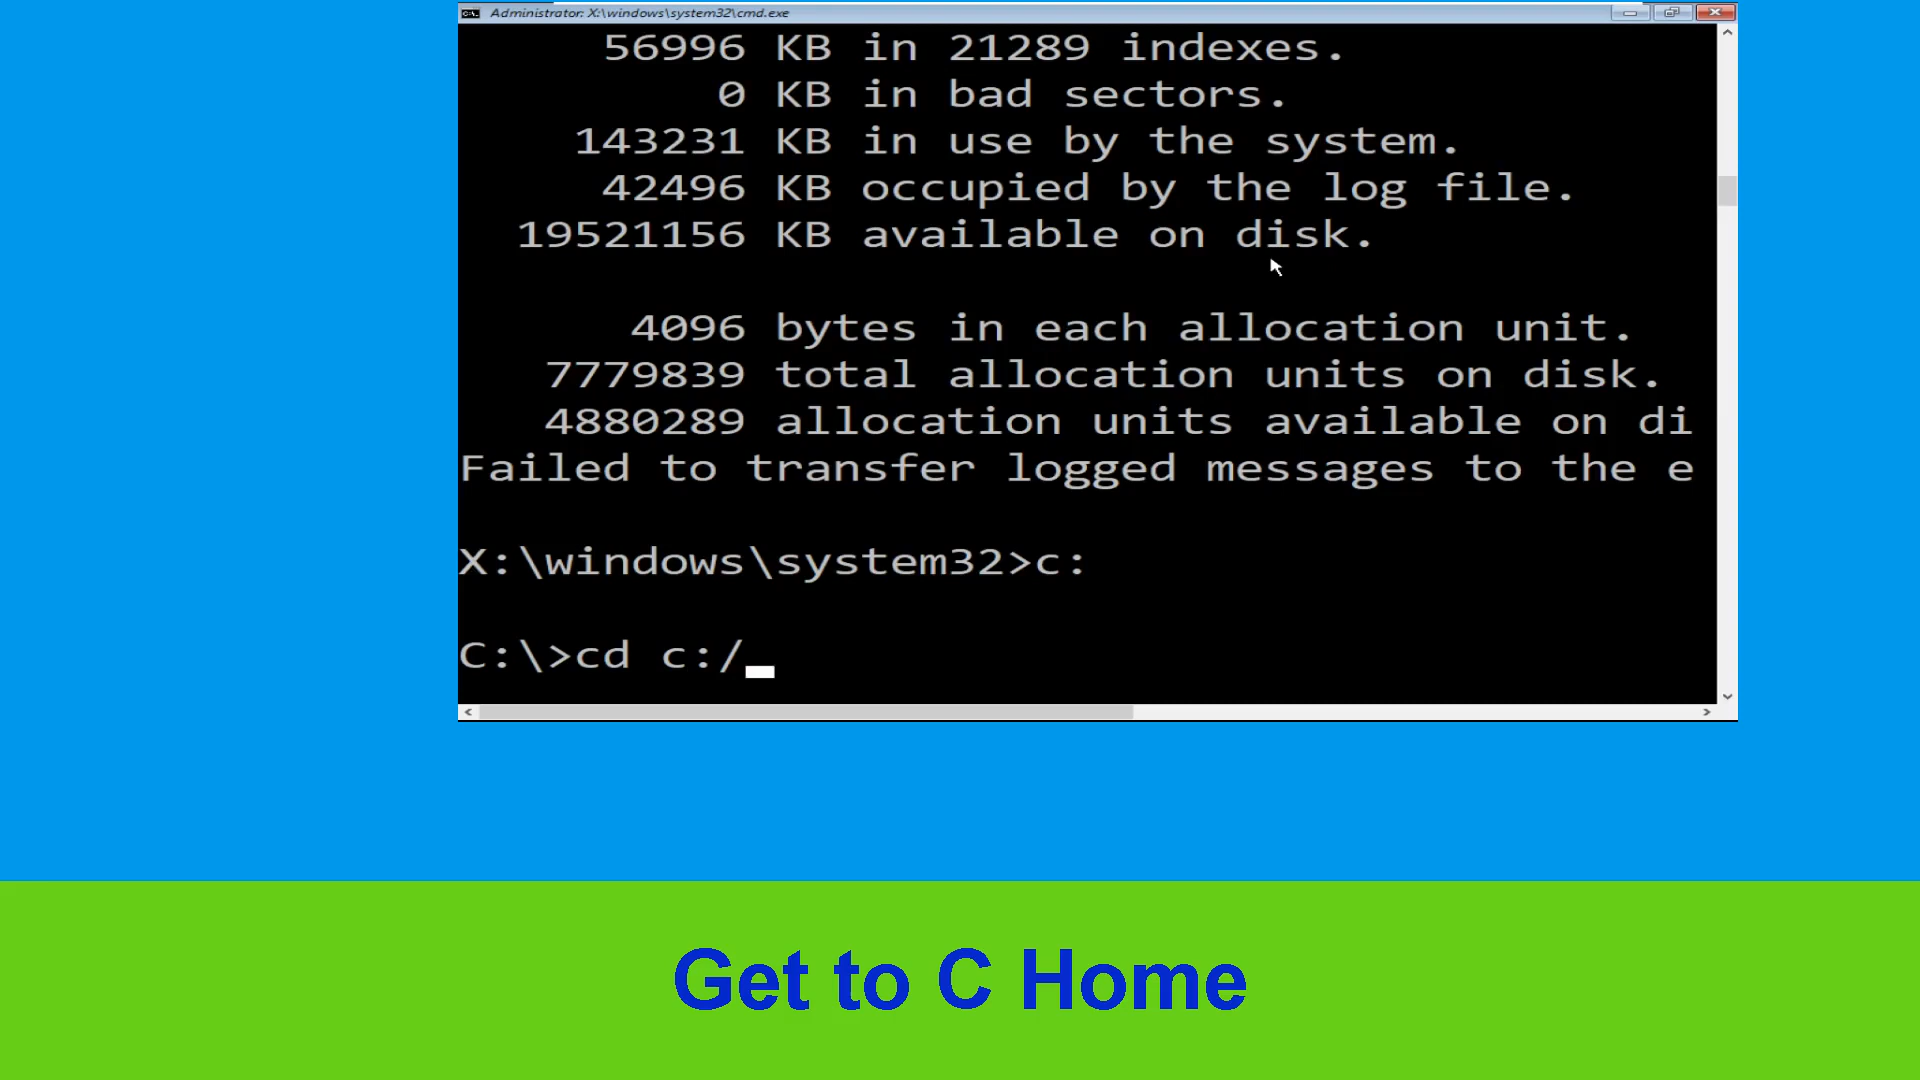 Administrator: X:\windows\system32\cmd.exe
56996 KB in 21289 indexes.
0 KB in bad sectors.
143231 KB in use by the system.
42496 KB occupied by the log file.
19521156 KB available on disk.
4096 bytes in each allocation unit.
7779839 total allocation units on disk.
4880289 allocation units available on di
Failed to transfer logged messages to the e
X:\windows\system32>c:
C:\>cd c:/
Get to C Home